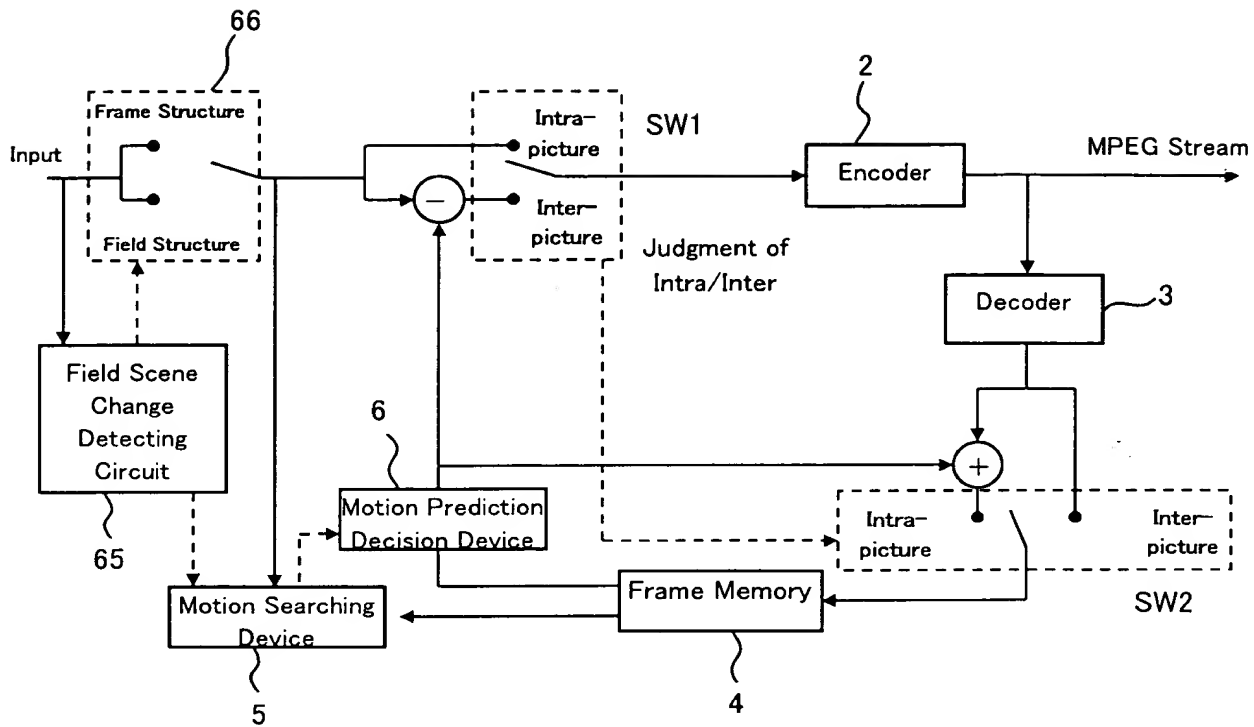 66
Frame Structure
Input
Field Structure
Intra-
picture
Inter-
picture
SW1
Judgment of
Intra/Inter
2
Encoder
MPEG Stream
Decoder
3
Field Scene
Change
Detecting
Circuit
65
6
Motion Prediction
Decision Device
Motion Searching
Device
5
Frame Memory
4
+
-
Intra-
picture
Inter-
picture
SW2